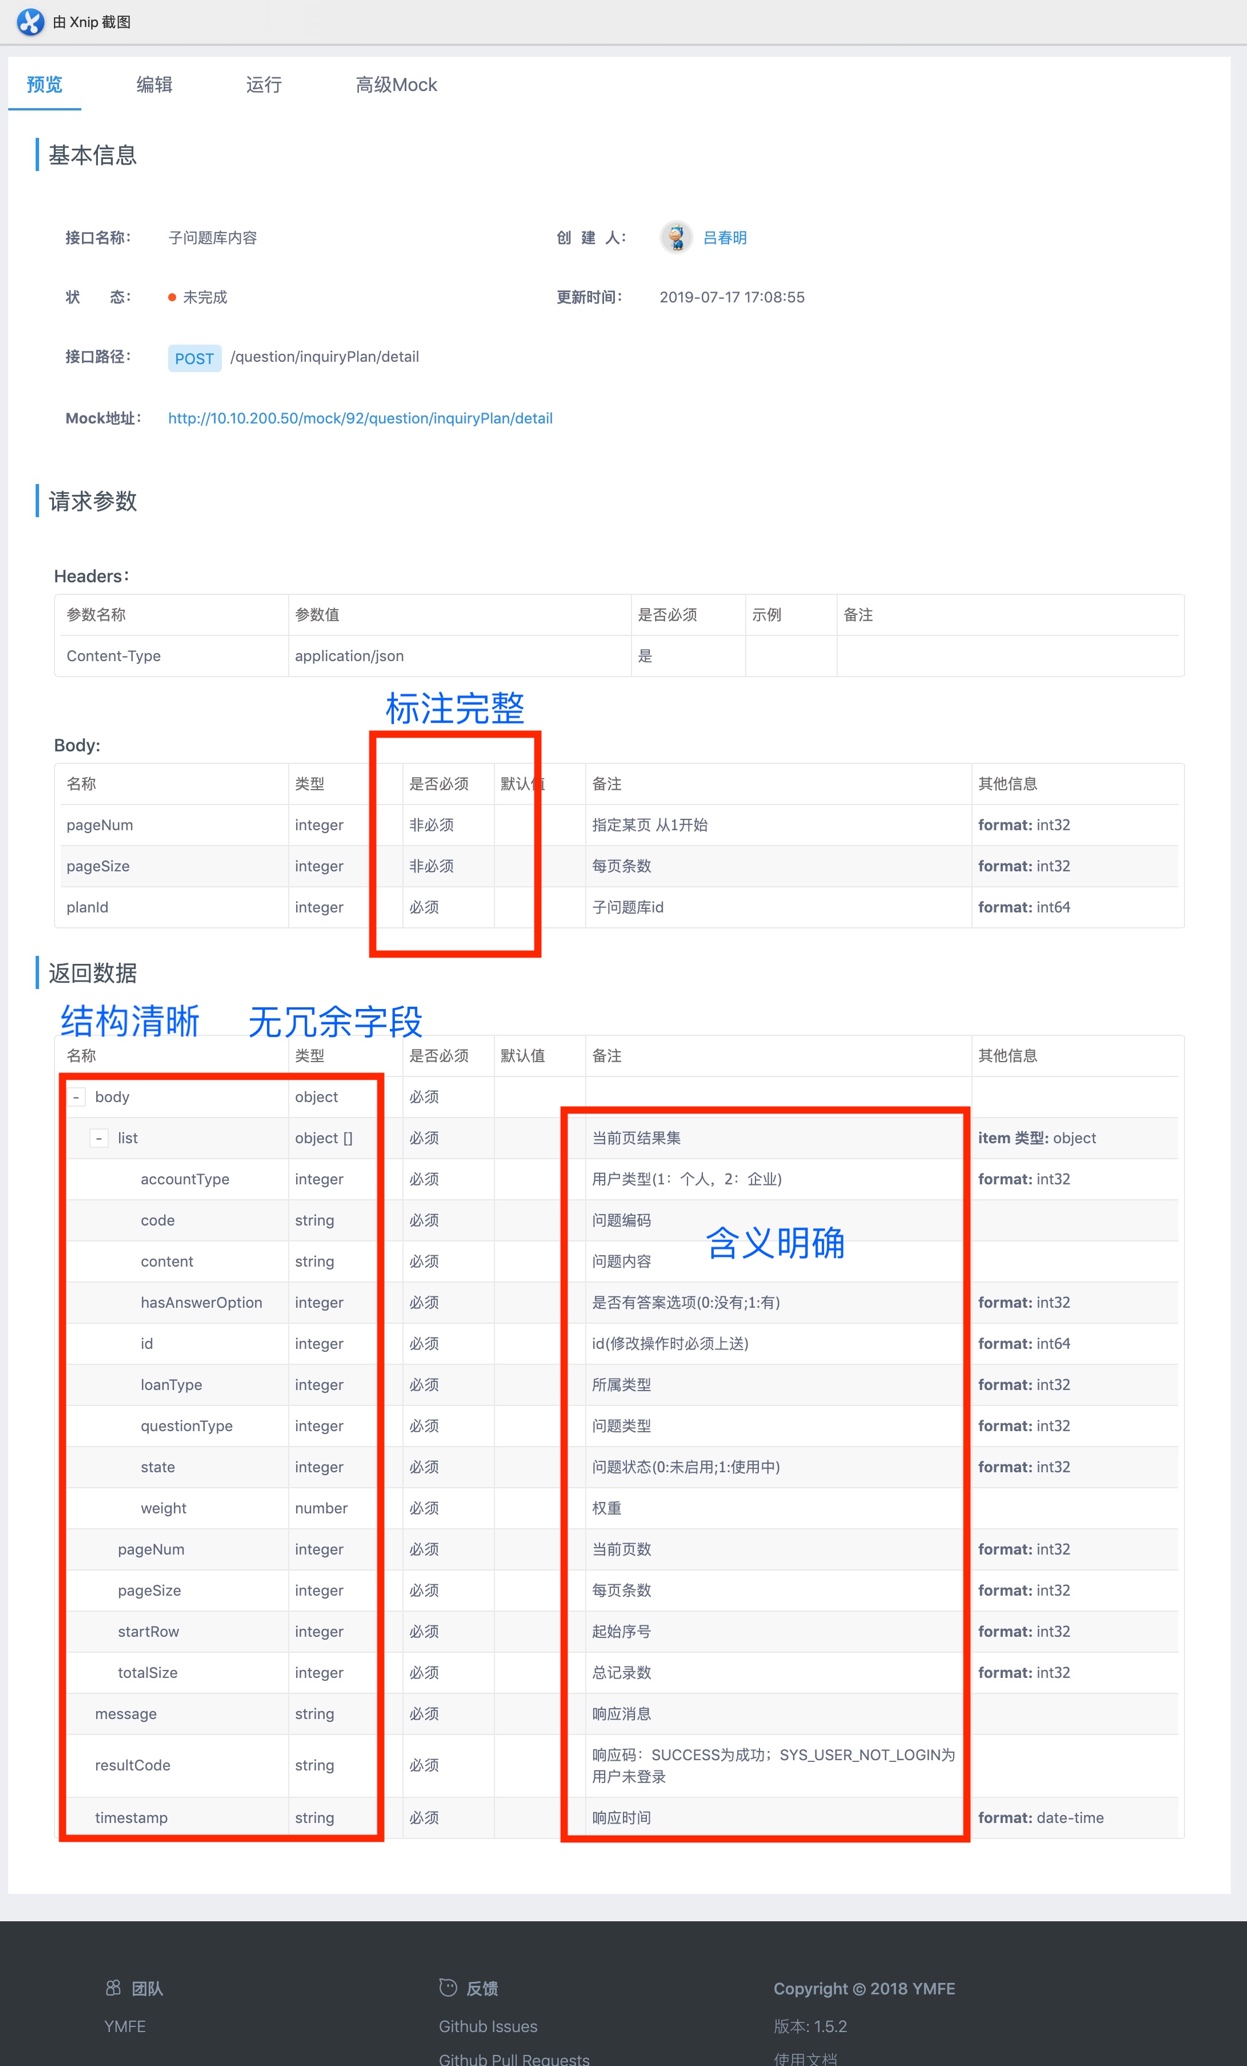 由 Xnip 截图
预览 编辑 运行 高级Mock
基本信息
接口名称： 子问题库内容 创 建 人： 吕春明
状 态： 未完成 更新时间： 2019-07-17 17:08:55
接口路径： POST /question/inquiryPlan/detail
Mock地址： http://10.10.200.50/mock/92/question/inquiryPlan/detail
请求参数
Headers：
参数名称 参数值 是否必须 示例 备注
Content-Type application/json 是
标注完整
Body:
名称 类型 是否必须 默认值 备注 其他信息
pageNum integer 非必须 指定某页 从1开始 format: int32
pageSize integer 非必须 每页条数 format: int32
planId integer 必须 子问题库id format: int64
返回数据
结构清晰 无冗余字段
名称 类型 是否必须 默认值 备注 其他信息
- body object 必须
- list object [] 必须 当前页结果集 item 类型: object
accountType integer 必须 用户类型(1：个人，2：企业) format: int32
code string 必须 问题编码
含义明确
content string 必须 问题内容
hasAnswerOption integer 必须 是否有答案选项(0:没有;1:有) format: int32
id integer 必须 id(修改操作时必须上送) format: int64
loanType integer 必须 所属类型 format: int32
questionType integer 必须 问题类型 format: int32
state integer 必须 问题状态(0:未启用;1:使用中) format: int32
weight number 必须 权重
pageNum integer 必须 当前页数 format: int32
pageSize integer 必须 每页条数 format: int32
startRow integer 必须 起始序号 format: int32
totalSize integer 必须 总记录数 format: int32
message string 必须 响应消息
resultCode string 必须 响应码：SUCCESS为成功；SYS_USER_NOT_LOGIN为
用户未登录
timestamp string 必须 响应时间 format: date-time
团队 反馈 Copyright © 2018 YMFE
YMFE Github Issues 版本: 1.5.2
Github Pull Requests 使用文档